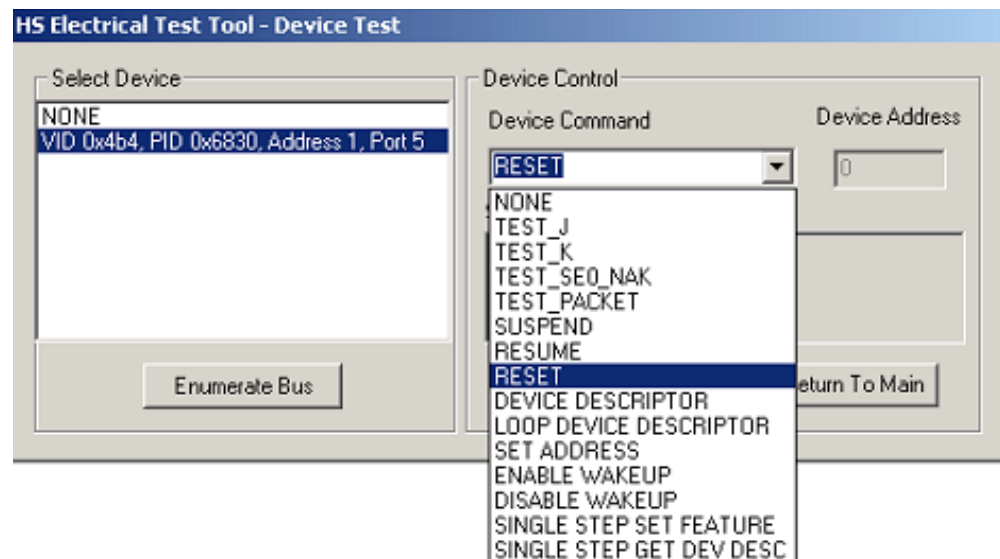 HS Electrical Test Tool - Device Test
Select Device
NONE
VID 0x4b4, PID 0x6830, Address 1, Port 5
Enumerate Bus
Device Control
Device Command
Device Address
RESET
0
NONE
TEST_J
TEST_K
TEST_SE0_NAK
TEST_PACKET
SUSPEND
RESUME
RESET
DEVICE DESCRIPTOR
LOOP DEVICE DESCRIPTOR
SET ADDRESS
ENABLE WAKEUP
DISABLE WAKEUP
SINGLE STEP SET FEATURE
SINGLE STEP GET DEV DESC
eturn To Main